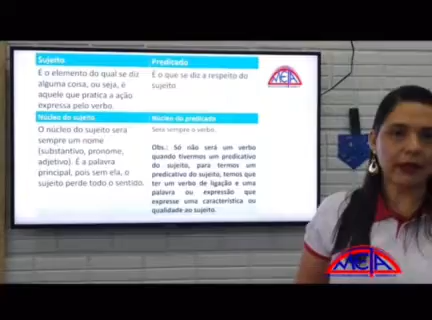 Sujeito
É o elemento do qual se diz
alguma coisa, ou seja, é
aquele que pratica a ação
expressa pelo verbo.
Predicado
É o que se diz a respeito do
sujeito
META
Núcleo do sujeito
O núcleo do sujeito sera
sempre um nome
(substantivo, pronome,
adjetivo). É a palavra
principal, pois sem ela, o
sujeito perde todo o sentido.
Núcleo do predicado
Sera sempre o verbo.
Obs.: Só não será um verbo
quando tivermos um predicativo
do sujeito, para termos um
predicativo do sujeito, temos que
ter um verbo de ligação e uma
palavra ou expressão que
expresse uma característica ou
qualidade ao sujeito.
META